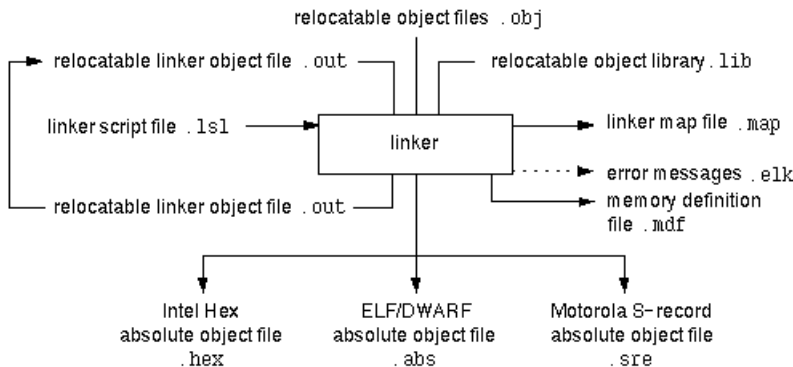 relocatable object files .obj
relocatable linker object file .out
relocatable object library .lib
linker script file .lsl
linker
linker map file .map
error messages .elk
relocatable linker object file .out
memory definition
file .mdf
Intel Hex
absolute object file
.hex
ELF/DWARF
absolute object file
.abs
Motorola S-record
absolute object file
.sre